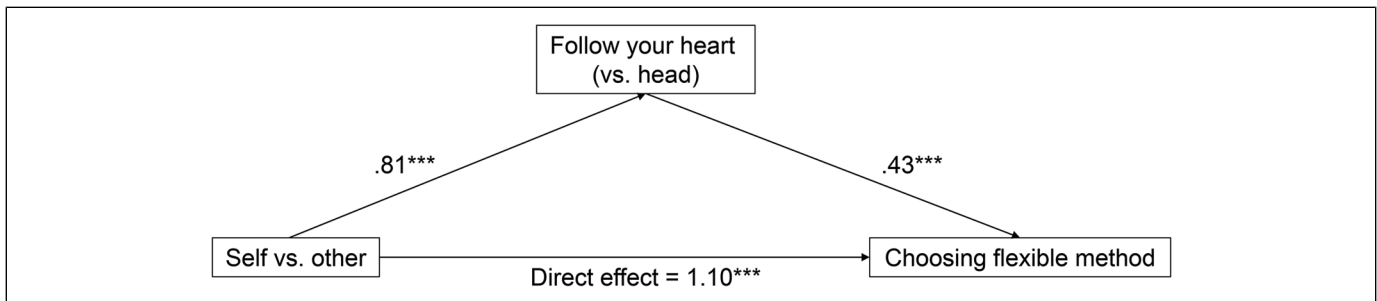 Follow your heart
(vs. head)
.81***
.43***
Self vs. other
Choosing flexible method
Direct effect = 1.10***